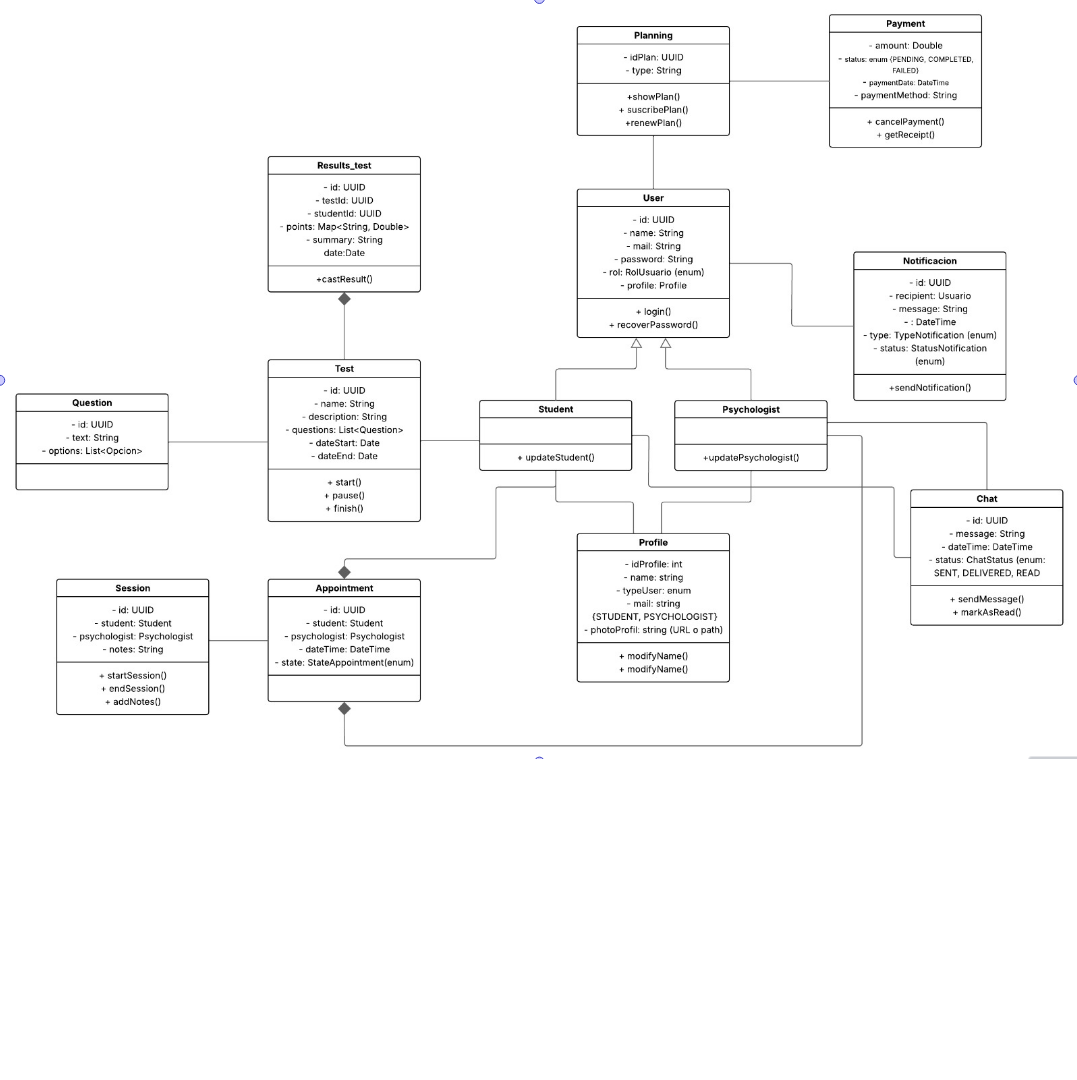 Planning
- idPlan: UUID
- type: String
+showPlan()
+ suscribePlan()
+renewPlan()
Payment
- amount: Double
- status: enum {PENDING, COMPLETED,
FAILED}
- paymentDate: DateTime
- paymentMethod: String
+ cancelPayment()
+ getReceipt()
Results_test
- id: UUID
- testId: UUID
- studentId: UUID
- points: Map<String, Double>
- summary: String
date:Date
+castResult()
User
- id: UUID
- name: String
- mail: String
- password: String
- rol: RolUsuario (enum)
- profile: Profile
+ login()
+ recoverPassword()
Notificacion
- id: UUID
- recipient: Usuario
- message: String
- : DateTime
- type: TypeNotification (enum)
- status: StatusNotification
(enum)
+sendNotification()
Question
- id: UUID
- text: String
- options: List<Opcion>
Test
- id: UUID
- name: String
- description: String
- questions: List<Question>
- dateStart: Date
- dateEnd: Date
+ start()
+ pause()
+ finish()
Student
+ updateStudent()
Psychologist
+updatePsychologist()
Chat
- id: UUID
- message: String
- dateTime: DateTime
- status: ChatStatus (enum:
SENT, DELIVERED, READ
+ sendMessage()
+ markAsRead()
Session
- id: UUID
- student: Student
- psychologist: Psychologist
- notes: String
+ startSession()
+ endSession()
+ addNotes()
Appointment
- id: UUID
- student: Student
- psychologist: Psychologist
- dateTime: DateTime
- state: StateAppointment(enum)
Profile
- idProfile: int
- name: string
- typeUser: enum
- mail: string
{STUDENT, PSYCHOLOGIST}
- photoProfil: string (URL o path)
+ modifyName()
+ modifyName()